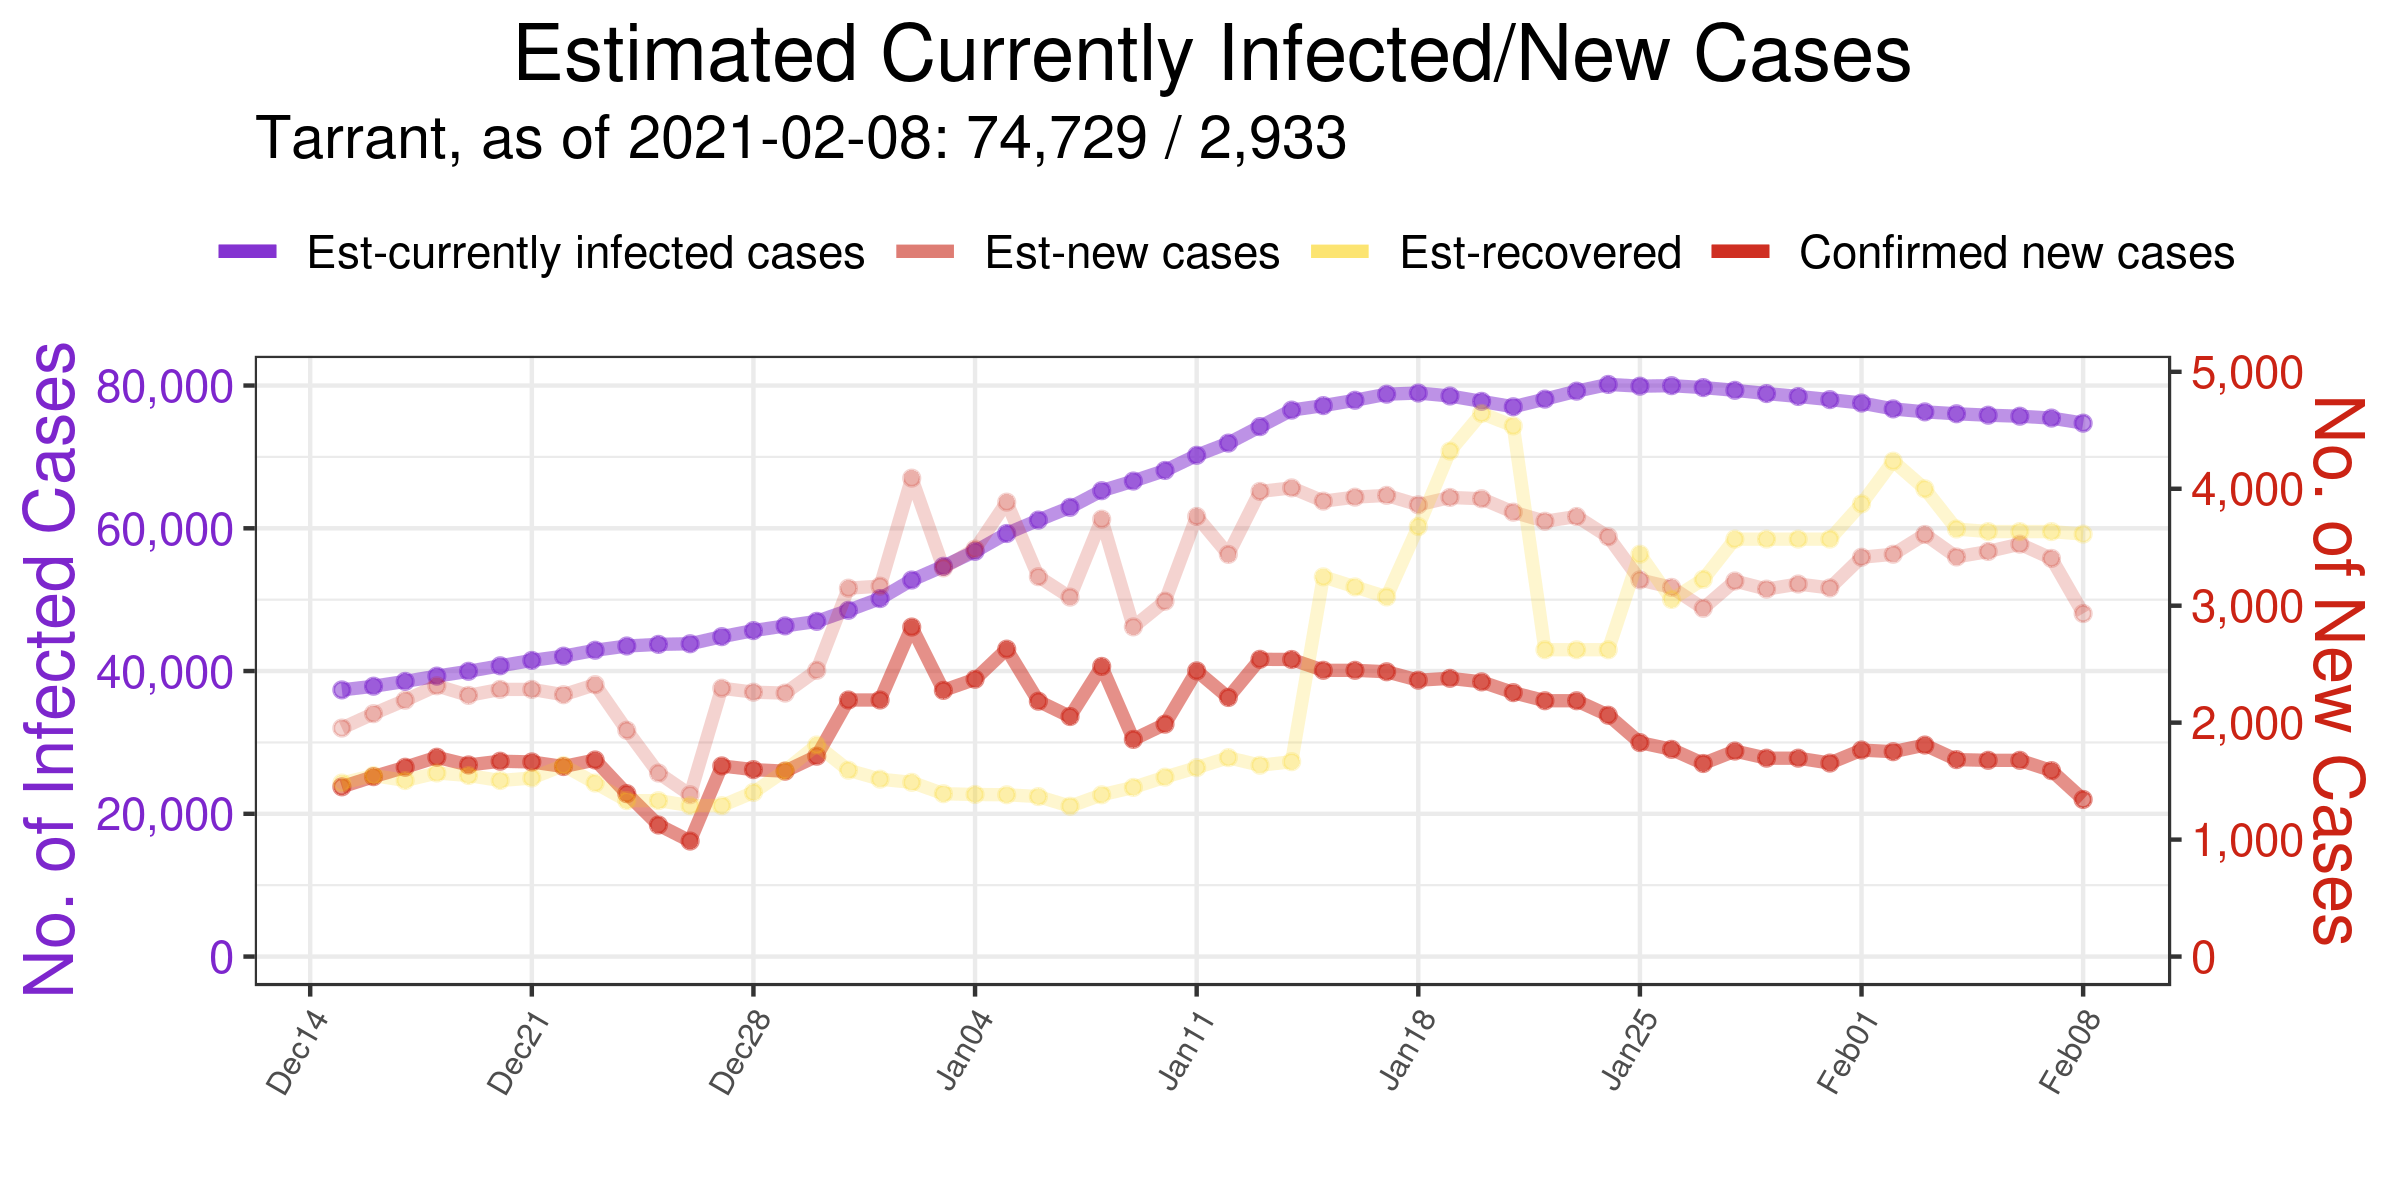 Estimated Currently Infected/New Cases
Tarrant, as of 2021-02-08: 74,729 / 2,933
Est-currently infected cases Est-new cases Est-recovered Confirmed new cases
No. of Infected Cases
80,000
60,000
40,000
20,000
0
5,000
4,000
3,000
2,000
1,000
0
No. of New Cases
Dec14 Dec21 Dec28 Jan04 Jan11 Jan18 Jan25 Feb01 Feb08